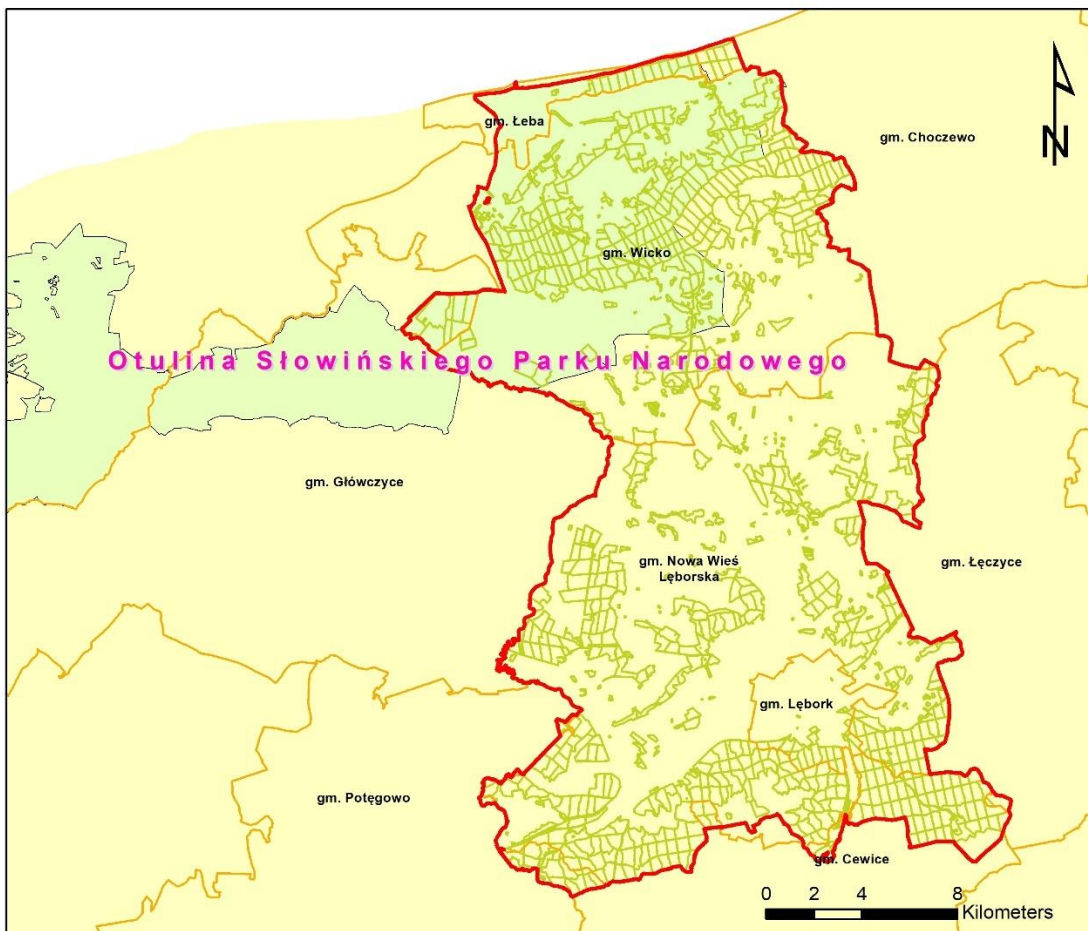 gm. Łeba
gm. Choczewo
N
gm. Wicko
Otulina Słowińskiego Parku Narodowego
gm. Główczyce
gm. Nowa Wieś
Lęborska
gm. Łęczyce
gm. Lębork
gm. Potęgowo
gm. Cewice
0 2 4 8
Kilometers